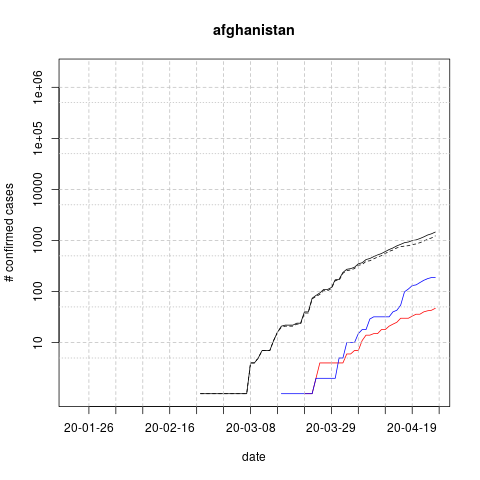 afghanistan
# confirmed cases
1e+06
1e+05
10000
1000
100
10
20-01-26
20-02-16
20-03-08
20-03-29
20-04-19
date